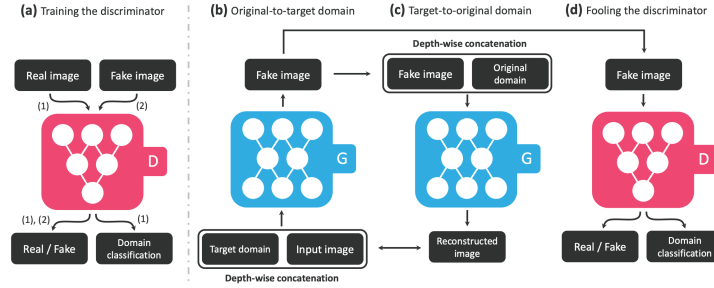 (a) Training the discriminator
Real image
Fake image
(1)
(2)
D
(1), (2)
(1)
Real / Fake
Domain
classification
(b) Original-to-target domain
Fake image
G
Target domain
Input image
Depth-wise concatenation
(c) Target-to-original domain
Depth-wise concatenation
Fake image
Original
domain
G
Reconstructed
image
(d) Fooling the discriminator
Fake image
D
Real / Fake
Domain
classification